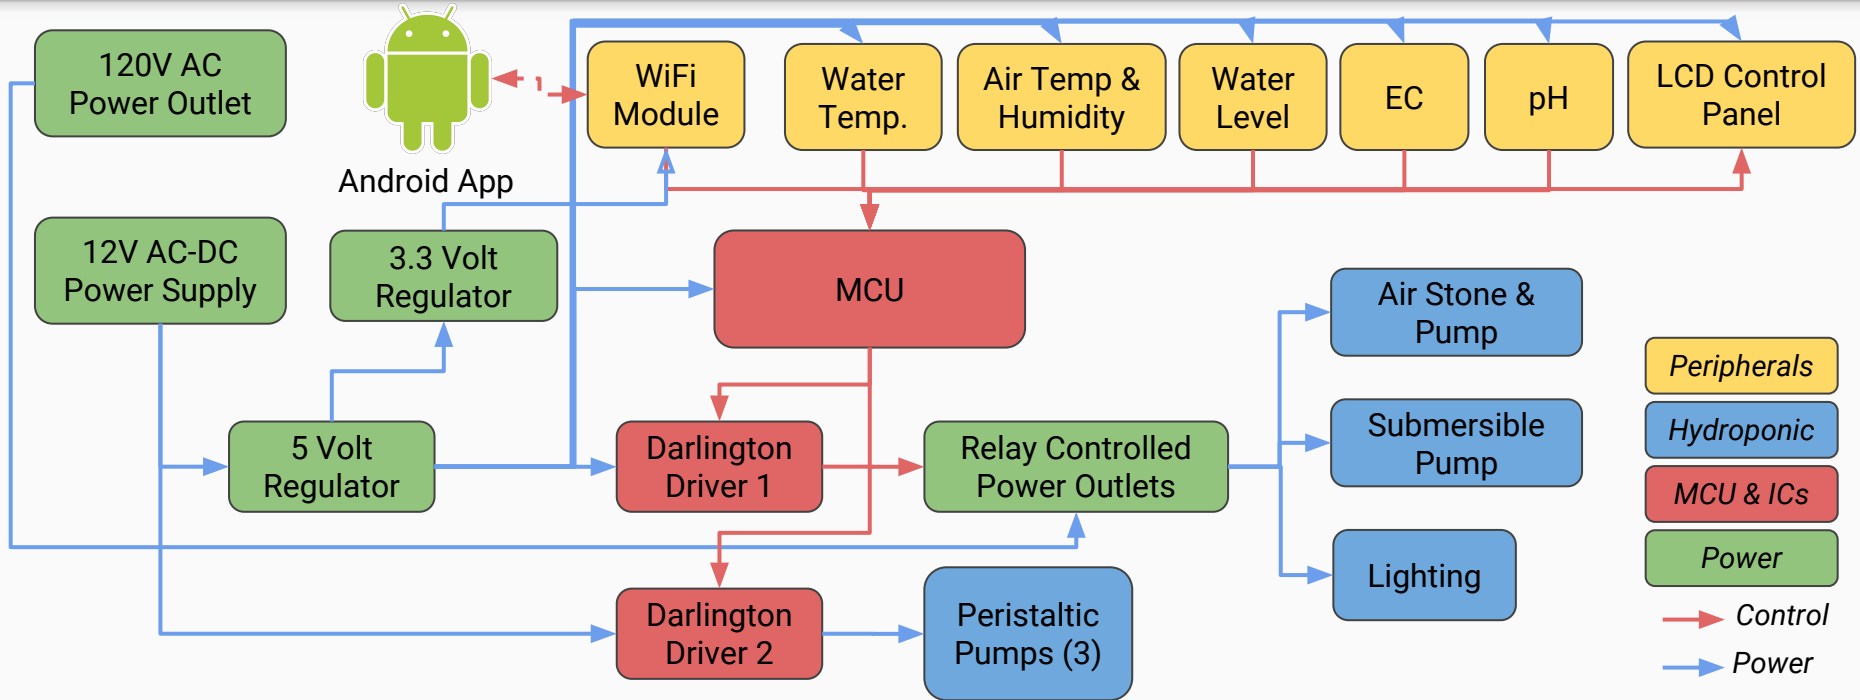 120V AC
Power Outlet
Android App
WiFi
Module
Water
Temp.
Air Temp &
Humidity
Water
Level
EC
pH
LCD Control
Panel
12V AC-DC
Power Supply
3.3 Volt
Regulator
MCU
Air Stone &
Pump
5 Volt
Regulator
Darlington
Driver 1
Relay Controlled
Power Outlets
Submersible
Pump
Lighting
Darlington
Driver 2
Peristaltic
Pumps (3)
Peripherals
Hydroponic
MCU & ICs
Power
Control
Power